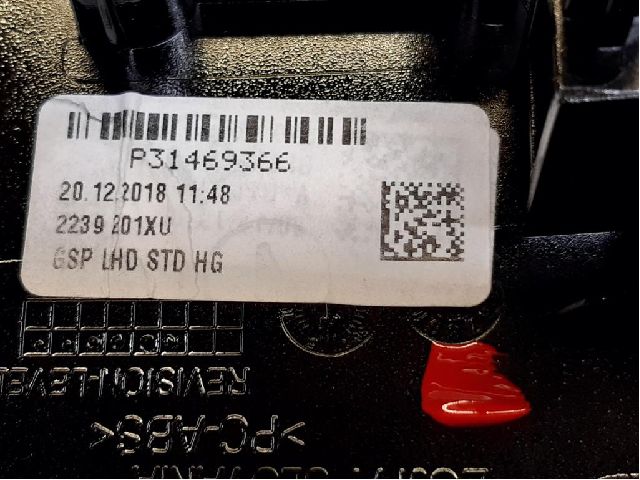 P31469366
20.12.2018 11:48
2239 201XU
GSP LHD STD HG
REVISION-LEVEL
>PC-ABS<